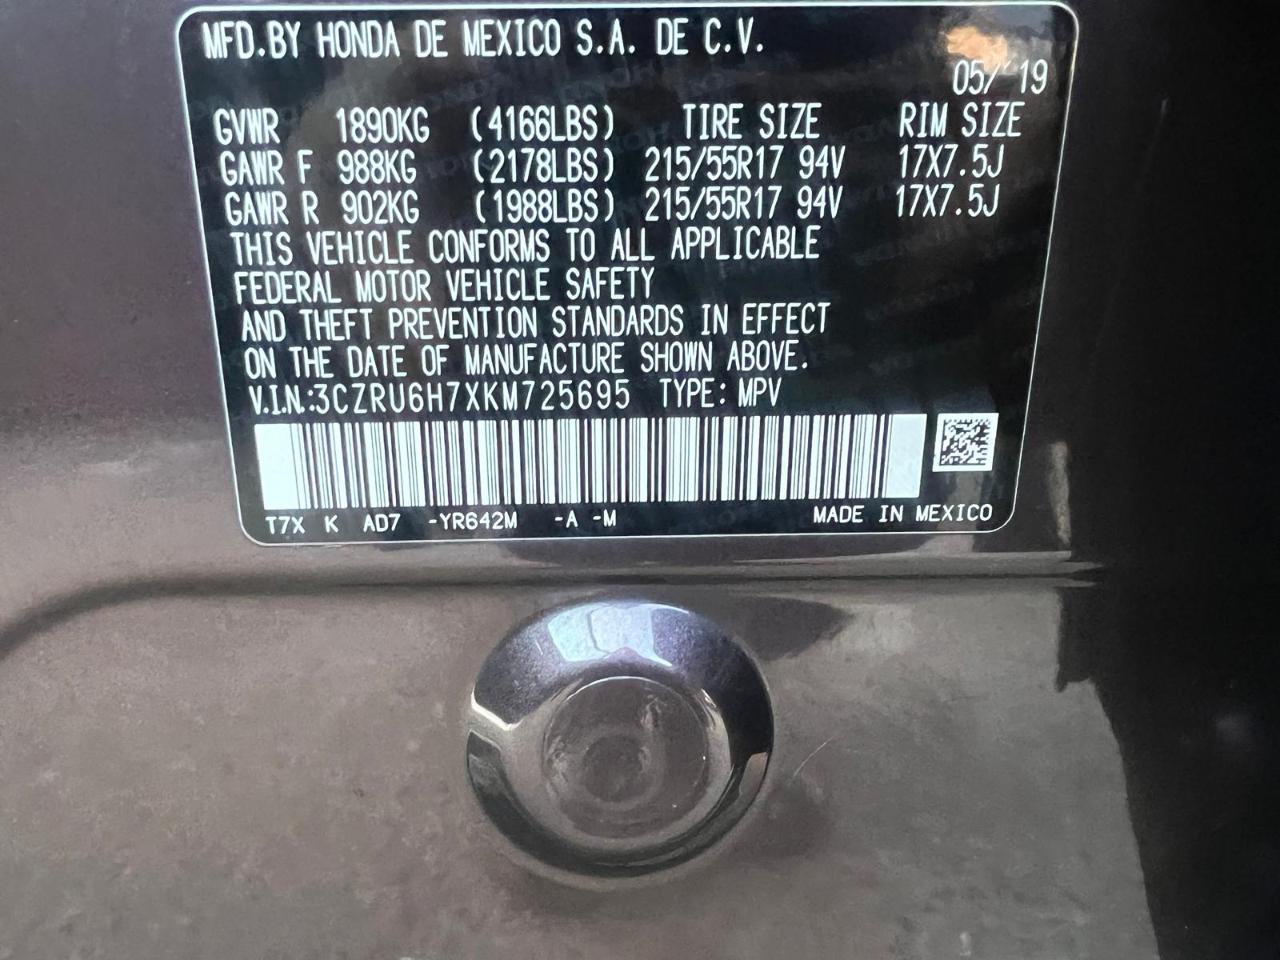 MFD.BY HONDA DE MEXICO S.A. DE C.V.
05/ 19
GVWR 1890KG (4166LBS) TIRE SIZE RIM SIZE
GAWR F 988KG (2178LBS) 215/55R17 94V 17X7.5J
GAWR R 902KG (1988LBS) 215/55R17 94V 17X7.5J
THIS VEHICLE CONFORMS TO ALL APPLICABLE
FEDERAL MOTOR VEHICLE SAFETY
AND THEFT PREVENTION STANDARDS IN EFFECT
ON THE DATE OF MANUFACTURE SHOWN ABOVE.
V.I.N.:3CZRU6H7XKM725695 TYPE: MPV
T7X K AD7 -YR642M -A -M MADE IN MEXICO